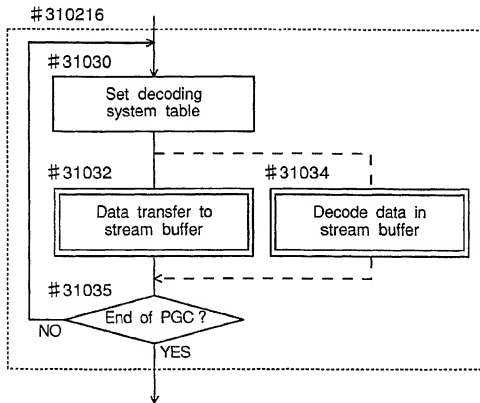 #310216
#31030
Set decoding
system table
#31032
#31034
Data transfer to
stream buffer
Decode data in
stream buffer
#31035
End of PGC?
NO
YES